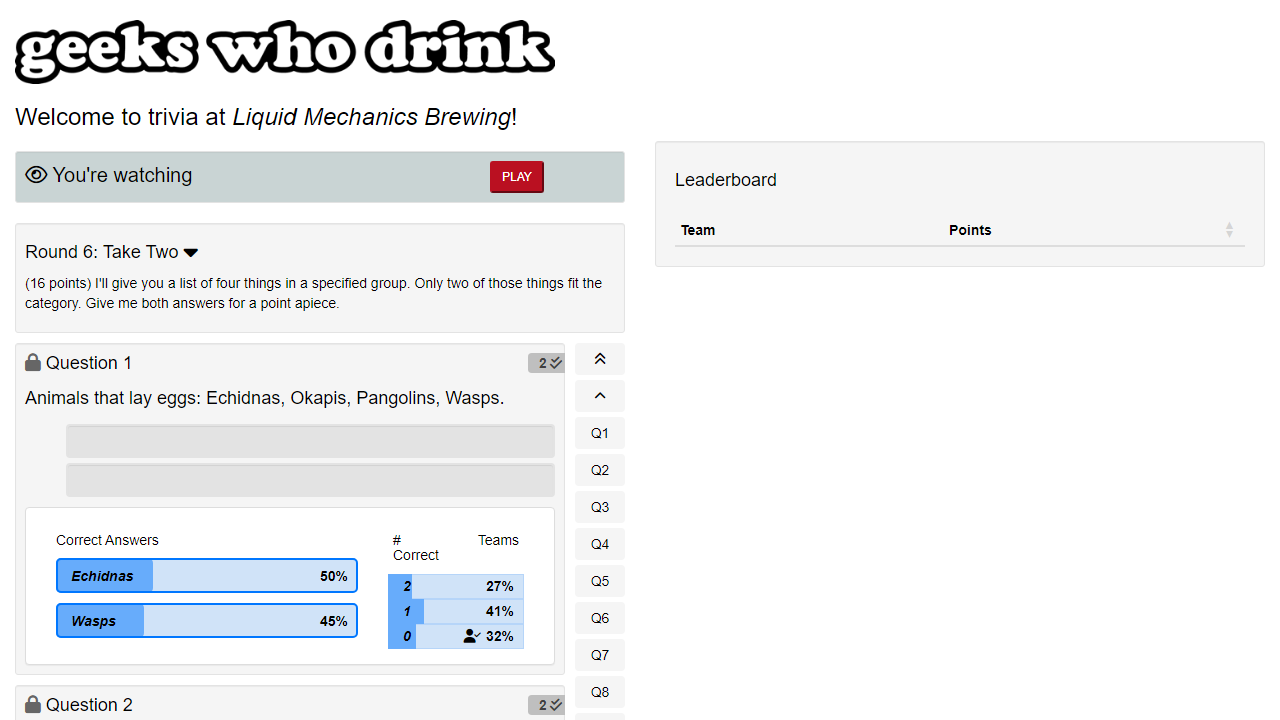 geeks who drink
Welcome to trivia at Liquid Mechanics Brewing!
You're watching
PLAY
Leaderboard
Team Points
Round 6: Take Two
(16 points) I'll give you a list of four things in a specified group. Only two of those things fit the
category. Give me both answers for a point apiece.
Question 1
2
Animals that lay eggs: Echidnas, Okapis, Pangolins, Wasps.
Correct Answers
Echidnas 50%
Wasps 45%
# Correct
Teams
2 27%
1 41%
0 32%
Question 2
2
Q1
Q2
Q3
Q4
Q5
Q6
Q7
Q8